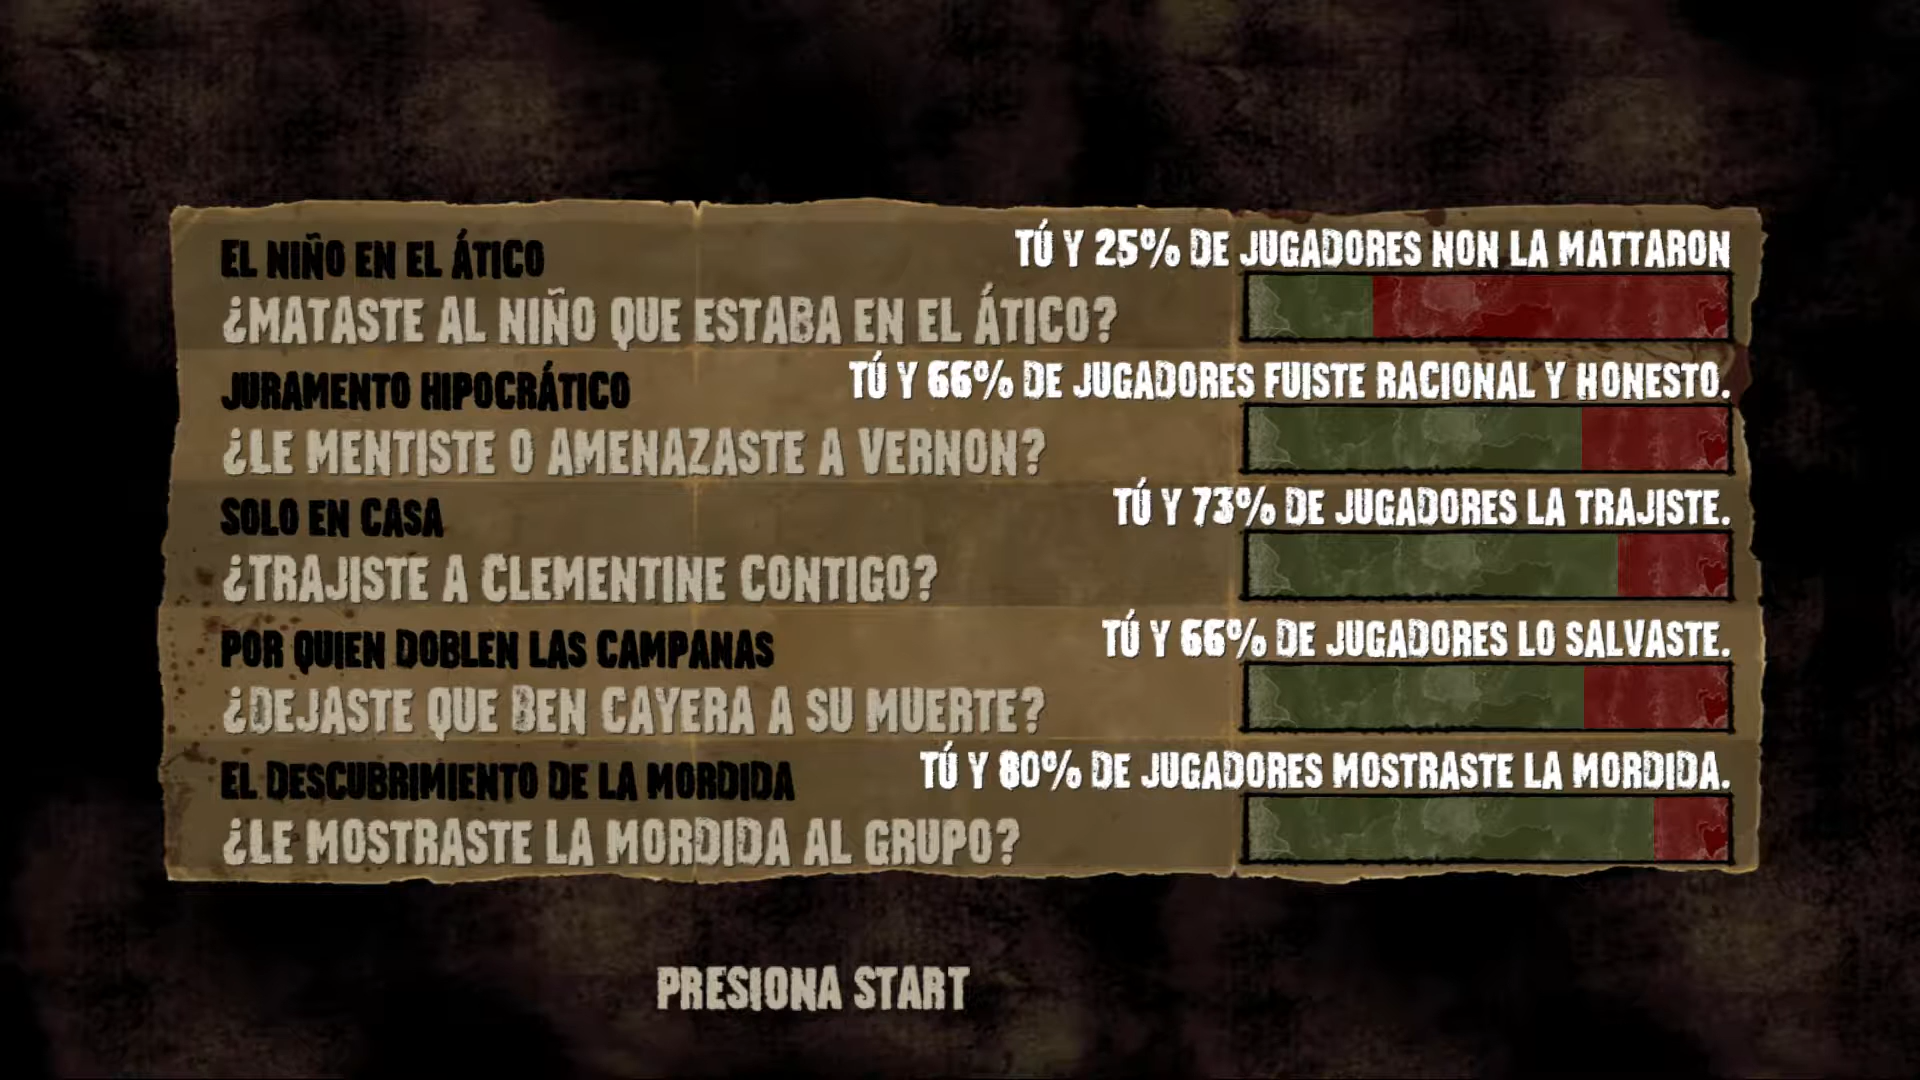 EL NIÑO EN EL ÁTICO
TÚ Y 25% DE JUGADORES NON LA MATTARON
¿MATASTE AL NIÑO QUE ESTABA EN EL ÁTICO?
JURAMENTO HIPOCRÁTICO
TÚ Y 66% DE JUGADORES FUISTE RACIONAL Y HONESTO.
¿LE MENTISTE O AMENAZASTE A VERNON?
SOLO EN CASA
TÚ Y 73% DE JUGADORES LA TRAJISTE.
¿TRAJISTE A CLEMENTINE CONTIGO?
POR QUIEN DOBLEN LAS CAMPANAS
TÚ Y 66% DE JUGADORES LO SALVASTE.
¿DEJASTE QUE BEN CAYERA A SU MUERTE?
EL DESCUBRIMIENTO DE LA MORDIDA
TÚ Y 80% DE JUGADORES MOSTRASTE LA MORDIDA.
¿LE MOSTRASTE LA MORDIDA AL GRUPO?
PRESIONA START